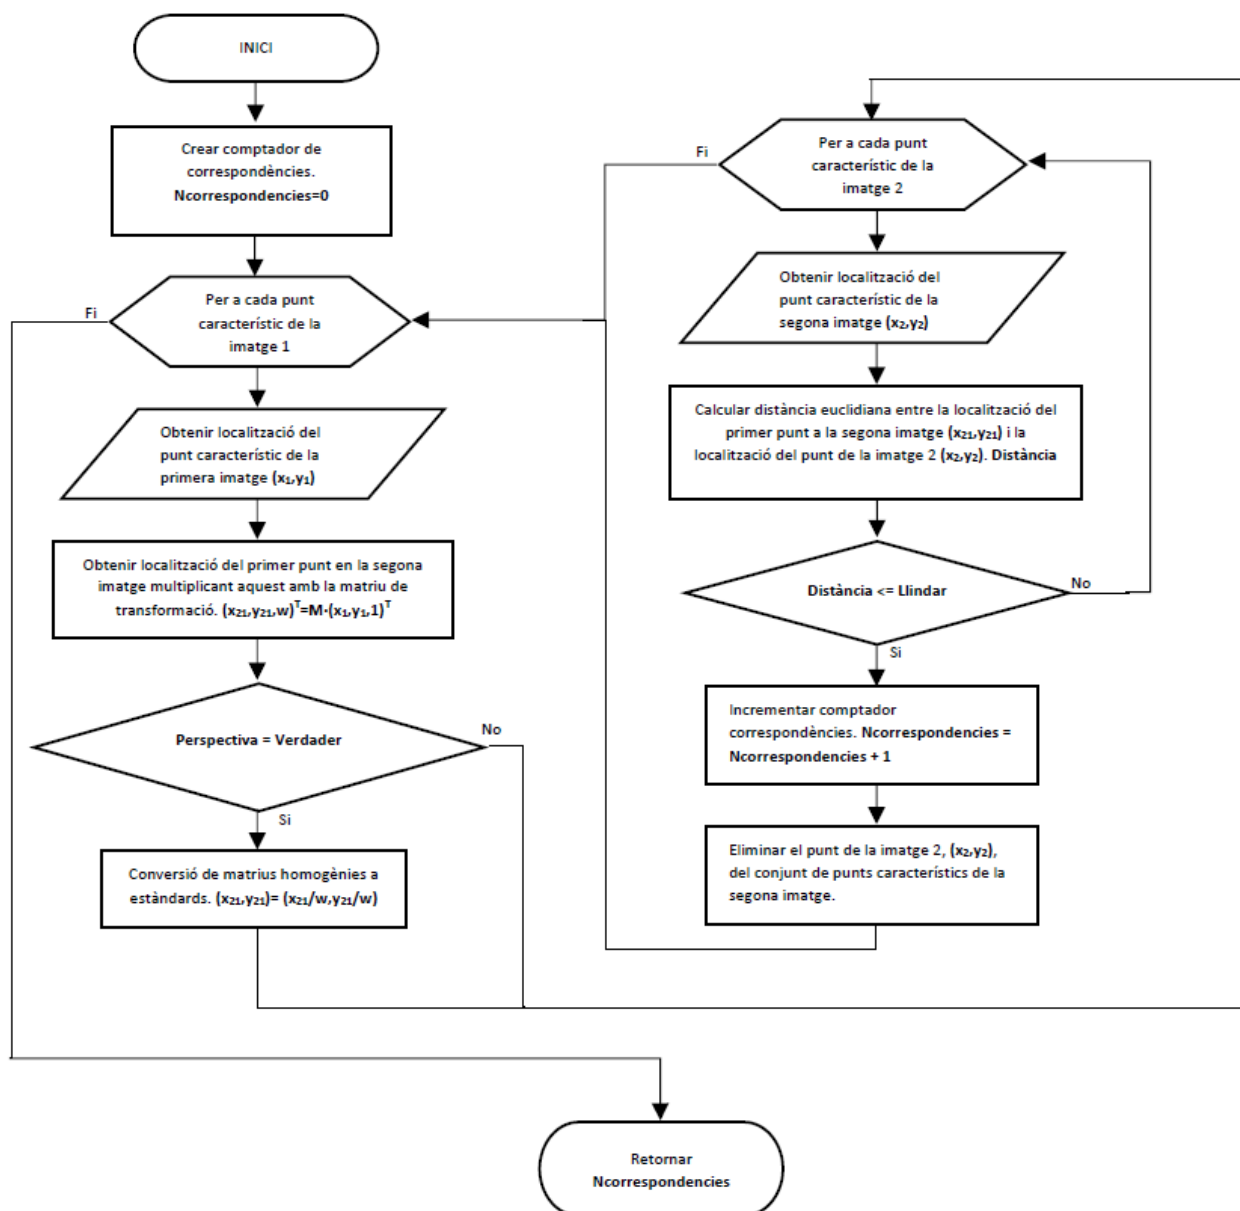 INICI
Crear comptador de
correspondències.
Ncorrespondencies=0
Per a cada punt
característic de la
imatge 1
Fi
Obtenir localització del
punt característic de la
primera imatge (x₁,y₁)
Obtenir localització del primer punt en la segona
imatge multiplicant aquest amb la matriu de
transformació. (x₂₁,y₂₁,w)ᵀ=M·(x₁,y₁,1)ᵀ
Perspectiva = Verdader
No
Si
Conversió de matrius homogènies a
estàndards. (x₂₁,y₂₁)= (x₂₁/w,y₂₁/w)
Per a cada punt
característic de la
imatge 2
Fi
Obtenir localització del
punt característic de la
segona imatge (x₂,y₂)
Calcular distància euclidiana entre la localització del
primer punt a la segona imatge (x₂₁,y₂₁) i la
localització del punt de la imatge 2 (x₂,y₂). Distància
Distància <= Llindar
No
Si
Incrementar comptador
correspondències. Ncorrespondencies =
Ncorrespondencies + 1
Eliminar el punt de la imatge 2, (x₂,y₂),
del conjunt de punts característics de la
segona imatge.
Retornar
Ncorrespondencies